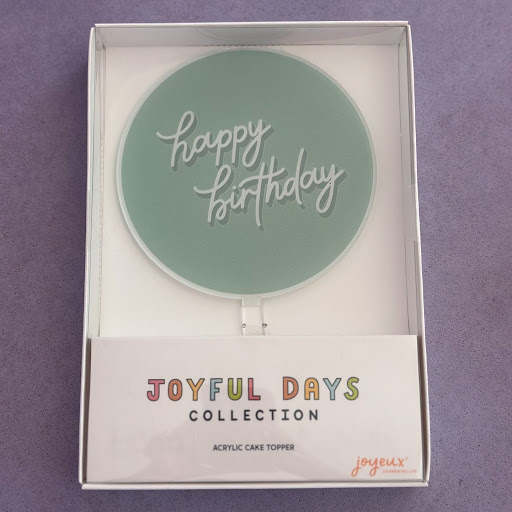 happy
birthday
JOYFUL DAYS
COLLECTION
ACRYLIC CAKE TOPPER
joyeux